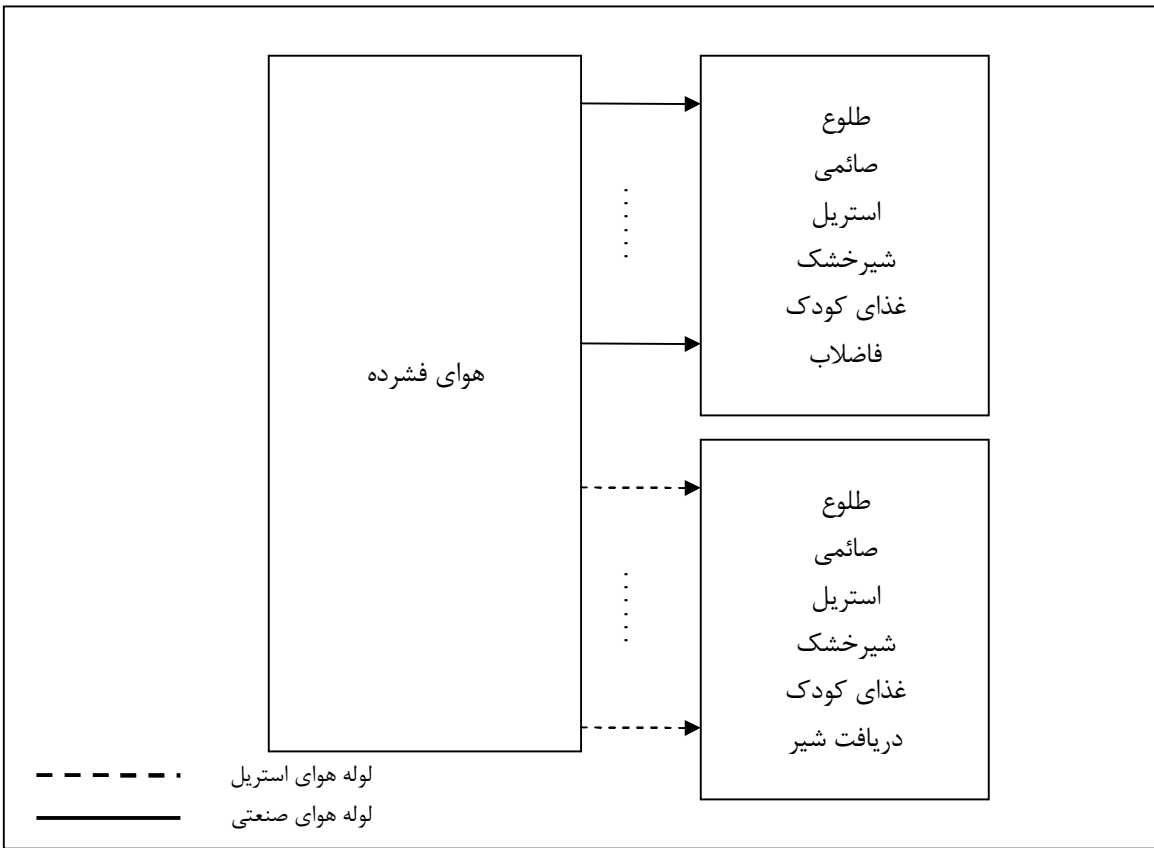 هوای فشرده
طلوع
صائمی
استریل
شیرخشک
غذای کودک
فاضلاب
طلوع
صائمی
استریل
شیرخشک
غذای کودک
دریافت شیر
لوله هوای استریل
لوله هوای صنعتی